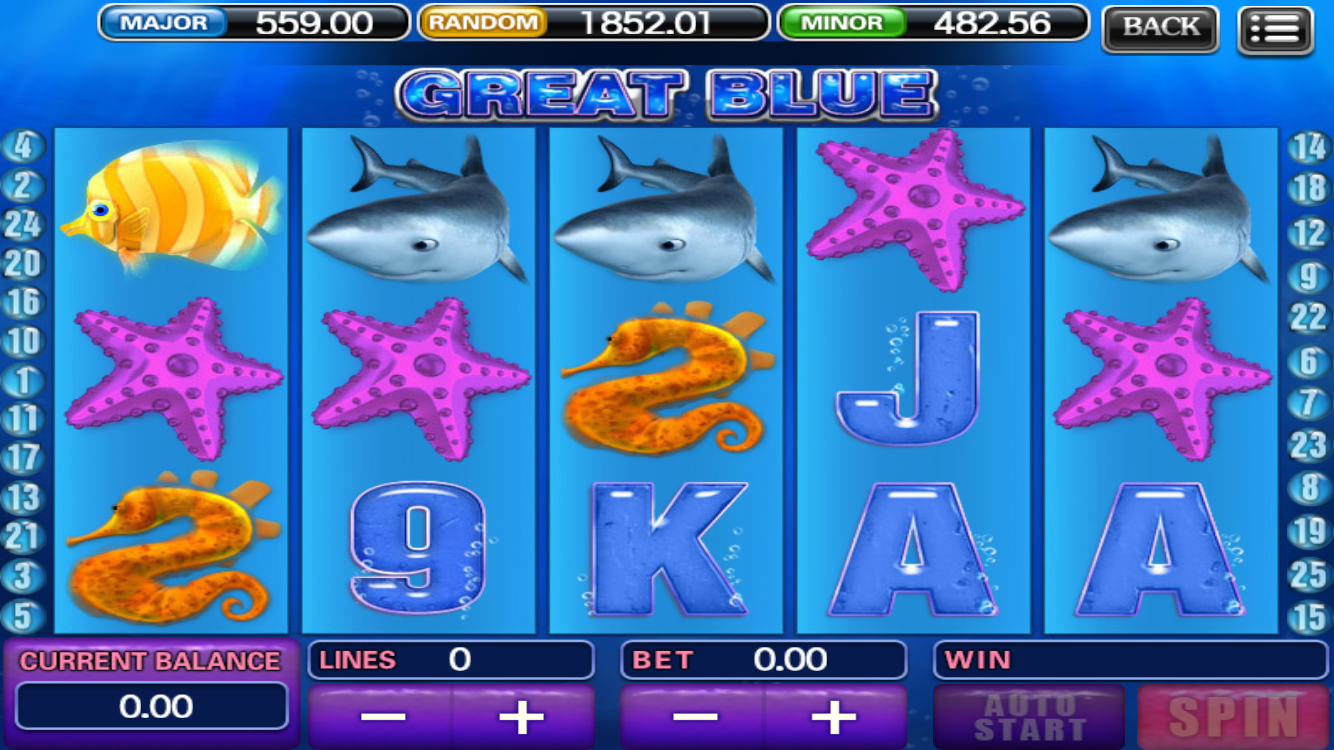 MAJOR 559.00 RANDOM 1852.01 MINOR 482.56 BACK
GREAT BLUE
4 14
2 18
24 12
20 9
16 22
10 J 6
1 7
11 23
17 8
13 9 K A A 19
21 25
3 15
5
CURRENT BALANCE LINES 0 BET 0.00 WIN
0.00 − + − + AUTO START SPIN